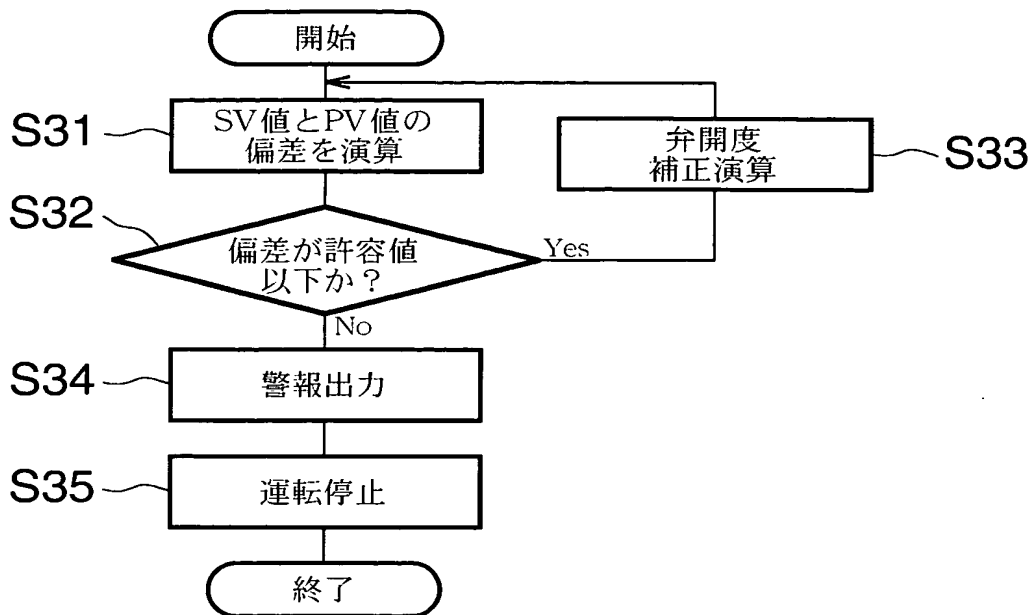 開始
S31
SV値とPV値の
偏差を演算
弁開度
補正演算
S33
S32
偏差が許容値
以下か？
Yes
No
S34
警報出力
S35
運転停止
終了